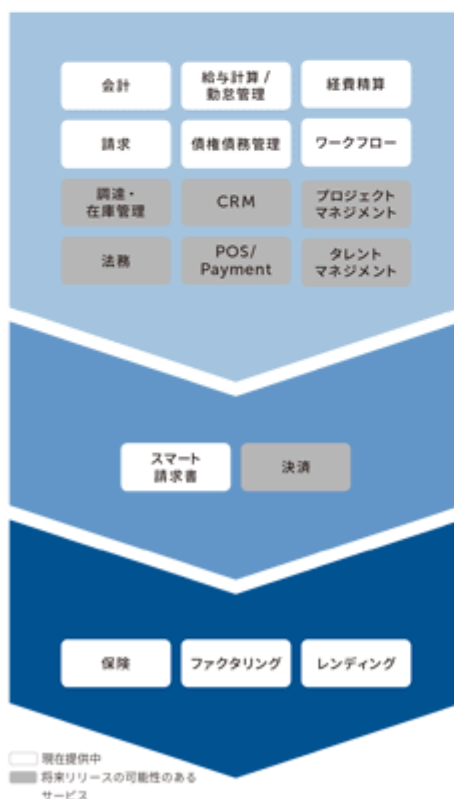 会計
給与計算 /
勤怠管理
経費精算
請求
債権債務管理
ワークフロー
調達・
在庫管理
CRM
プロジェクト
マネジメント
法務
POS/
Payment
タレント
マネジメント
スマート
請求書
決済
保険
ファクタリング
レンディング
現在提供中
将来リリースの可能性のある
サービス